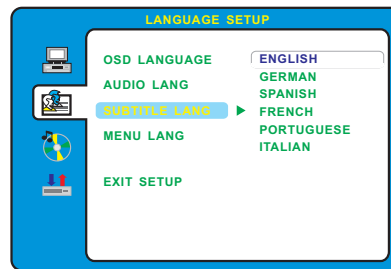 LANGUAGE SETUP
OSD LANGUAGE
AUDIO LANG
SUBTITLE LANG
MENU LANG
EXIT SETUP
ENGLISH
GERMAN
SPANISH
FRENCH
PORTUGUESE
ITALIAN